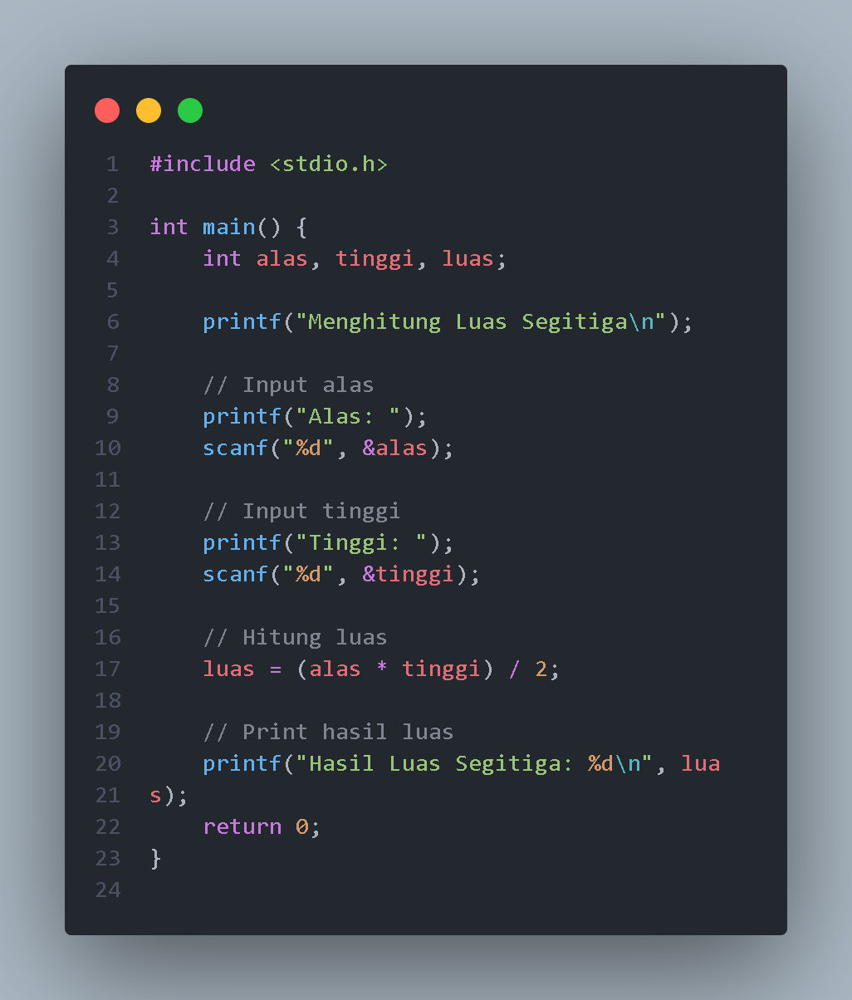 1 #include <stdio.h>
2
3 int main() {
4     int alas, tinggi, luas;
5
6     printf("Menghitung Luas Segitiga\n");
7
8     // Input alas
9     printf("Alas: ");
10     scanf("%d", &alas);
11
12     // Input tinggi
13     printf("Tinggi: ");
14     scanf("%d", &tinggi);
15
16     // Hitung luas
17     luas = (alas * tinggi) / 2;
18
19     // Print hasil luas
20     printf("Hasil Luas Segitiga: %d\n", lua
21 s);
22     return 0;
23 }
24